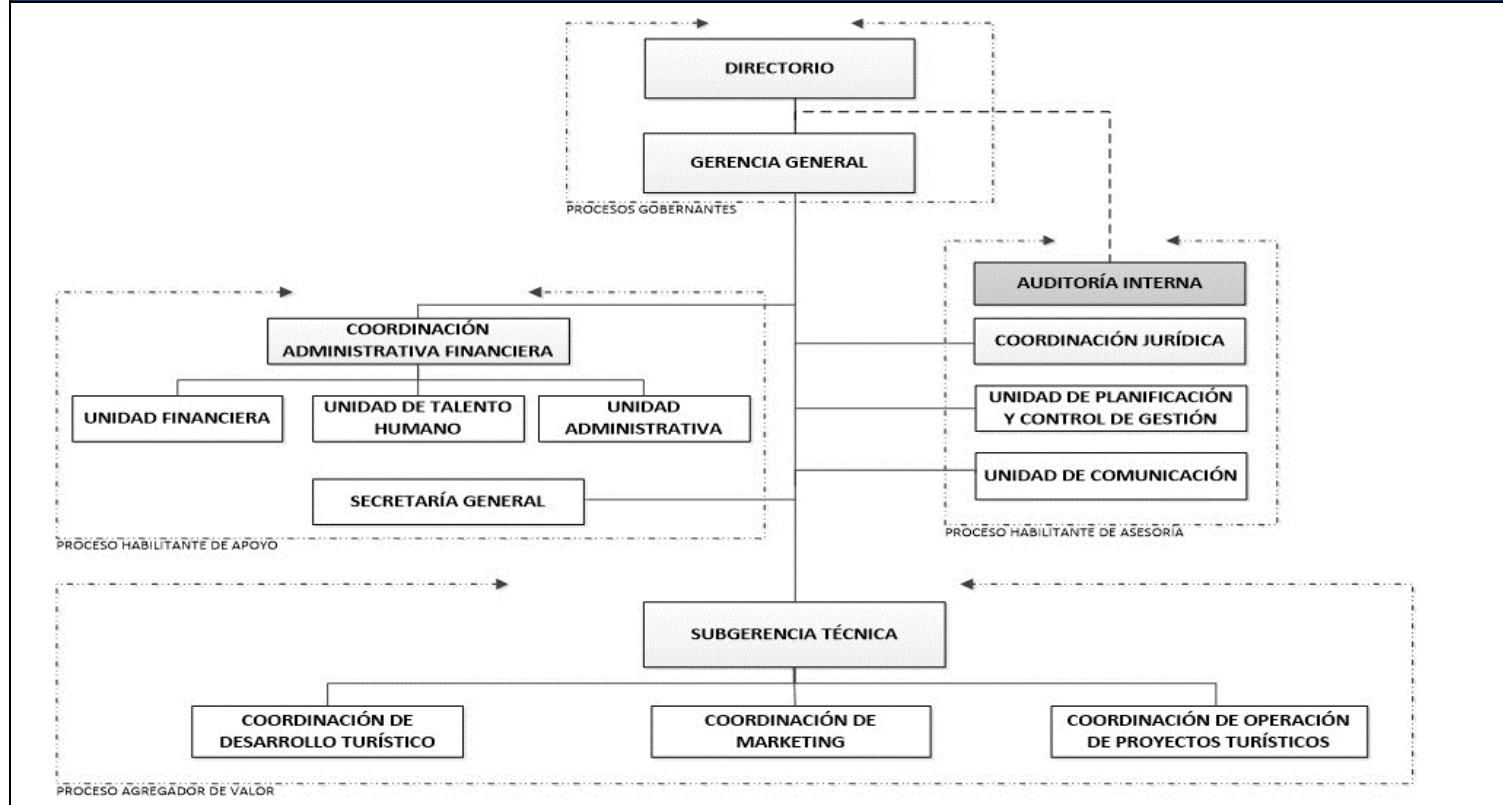 DIRECTORIO
GERENCIA GENERAL
PROCESOS GOBERNANTES
AUDITORÍA INTERNA
COORDINACIÓN JURÍDICA
UNIDAD DE PLANIFICACIÓN
Y CONTROL DE GESTIÓN
UNIDAD DE COMUNICACIÓN
PROCESO HABILITANTE DE ASESORÍA
COORDINACIÓN
ADMINISTRATIVA FINANCIERA
UNIDAD FINANCIERA
UNIDAD DE TALENTO
HUMANO
UNIDAD
ADMINISTRATIVA
SECRETARÍA GENERAL
PROCESO HABILITANTE DE APOYO
SUBGERENCIA TÉCNICA
COORDINACIÓN DE
DESARROLLO TURÍSTICO
COORDINACIÓN DE
MARKETING
COORDINACIÓN DE OPERACIÓN
DE PROYECTOS TURÍSTICOS
PROCESO AGREGADOR DE VALOR